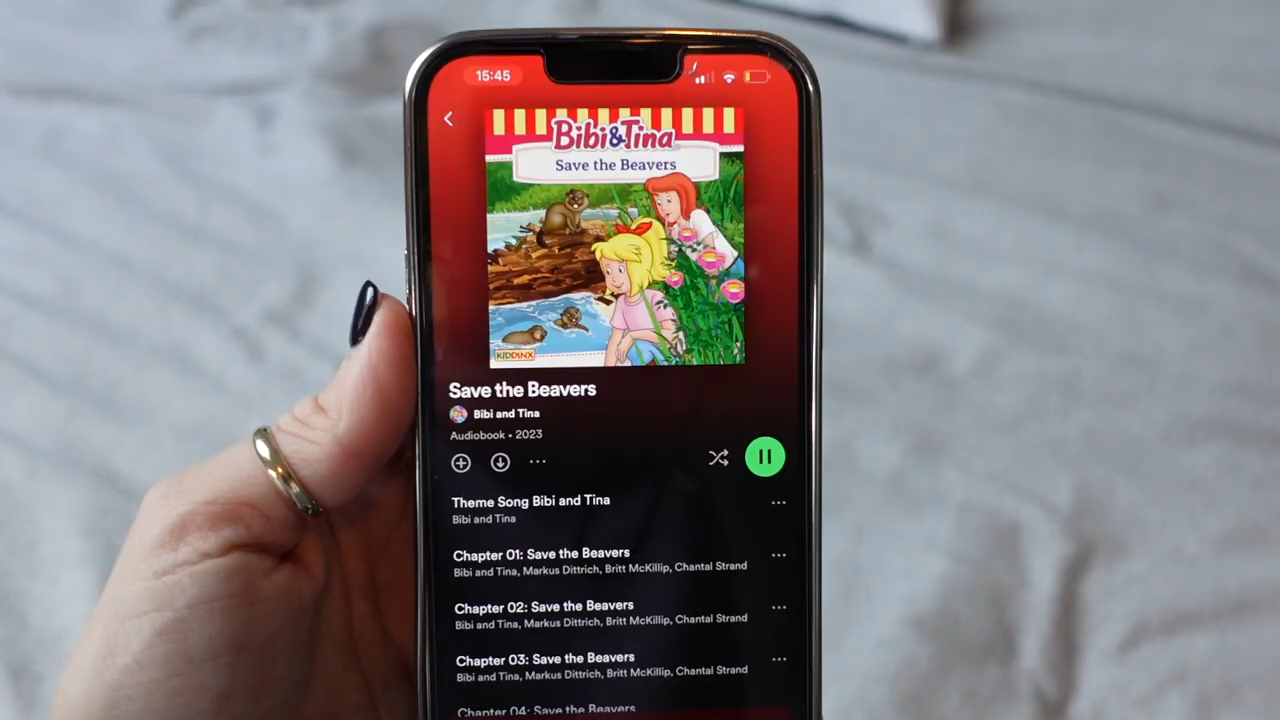 15:45
Bibi&Tina
Save the Beavers
KIDDINX
Save the Beavers
Bibi and Tina
Audiobook • 2023
Theme Song Bibi and Tina
Bibi and Tina
Chapter 01: Save the Beavers
Bibi and Tina, Markus Dittrich, Britt McKillip, Chantal Strand
Chapter 02: Save the Beavers
Bibi and Tina, Markus Dittrich, Britt McKillip, Chantal Strand
Chapter 03: Save the Beavers
Bibi and Tina, Markus Dittrich, Britt McKillip, Chantal Strand
Chapter 04: Save the Beavers